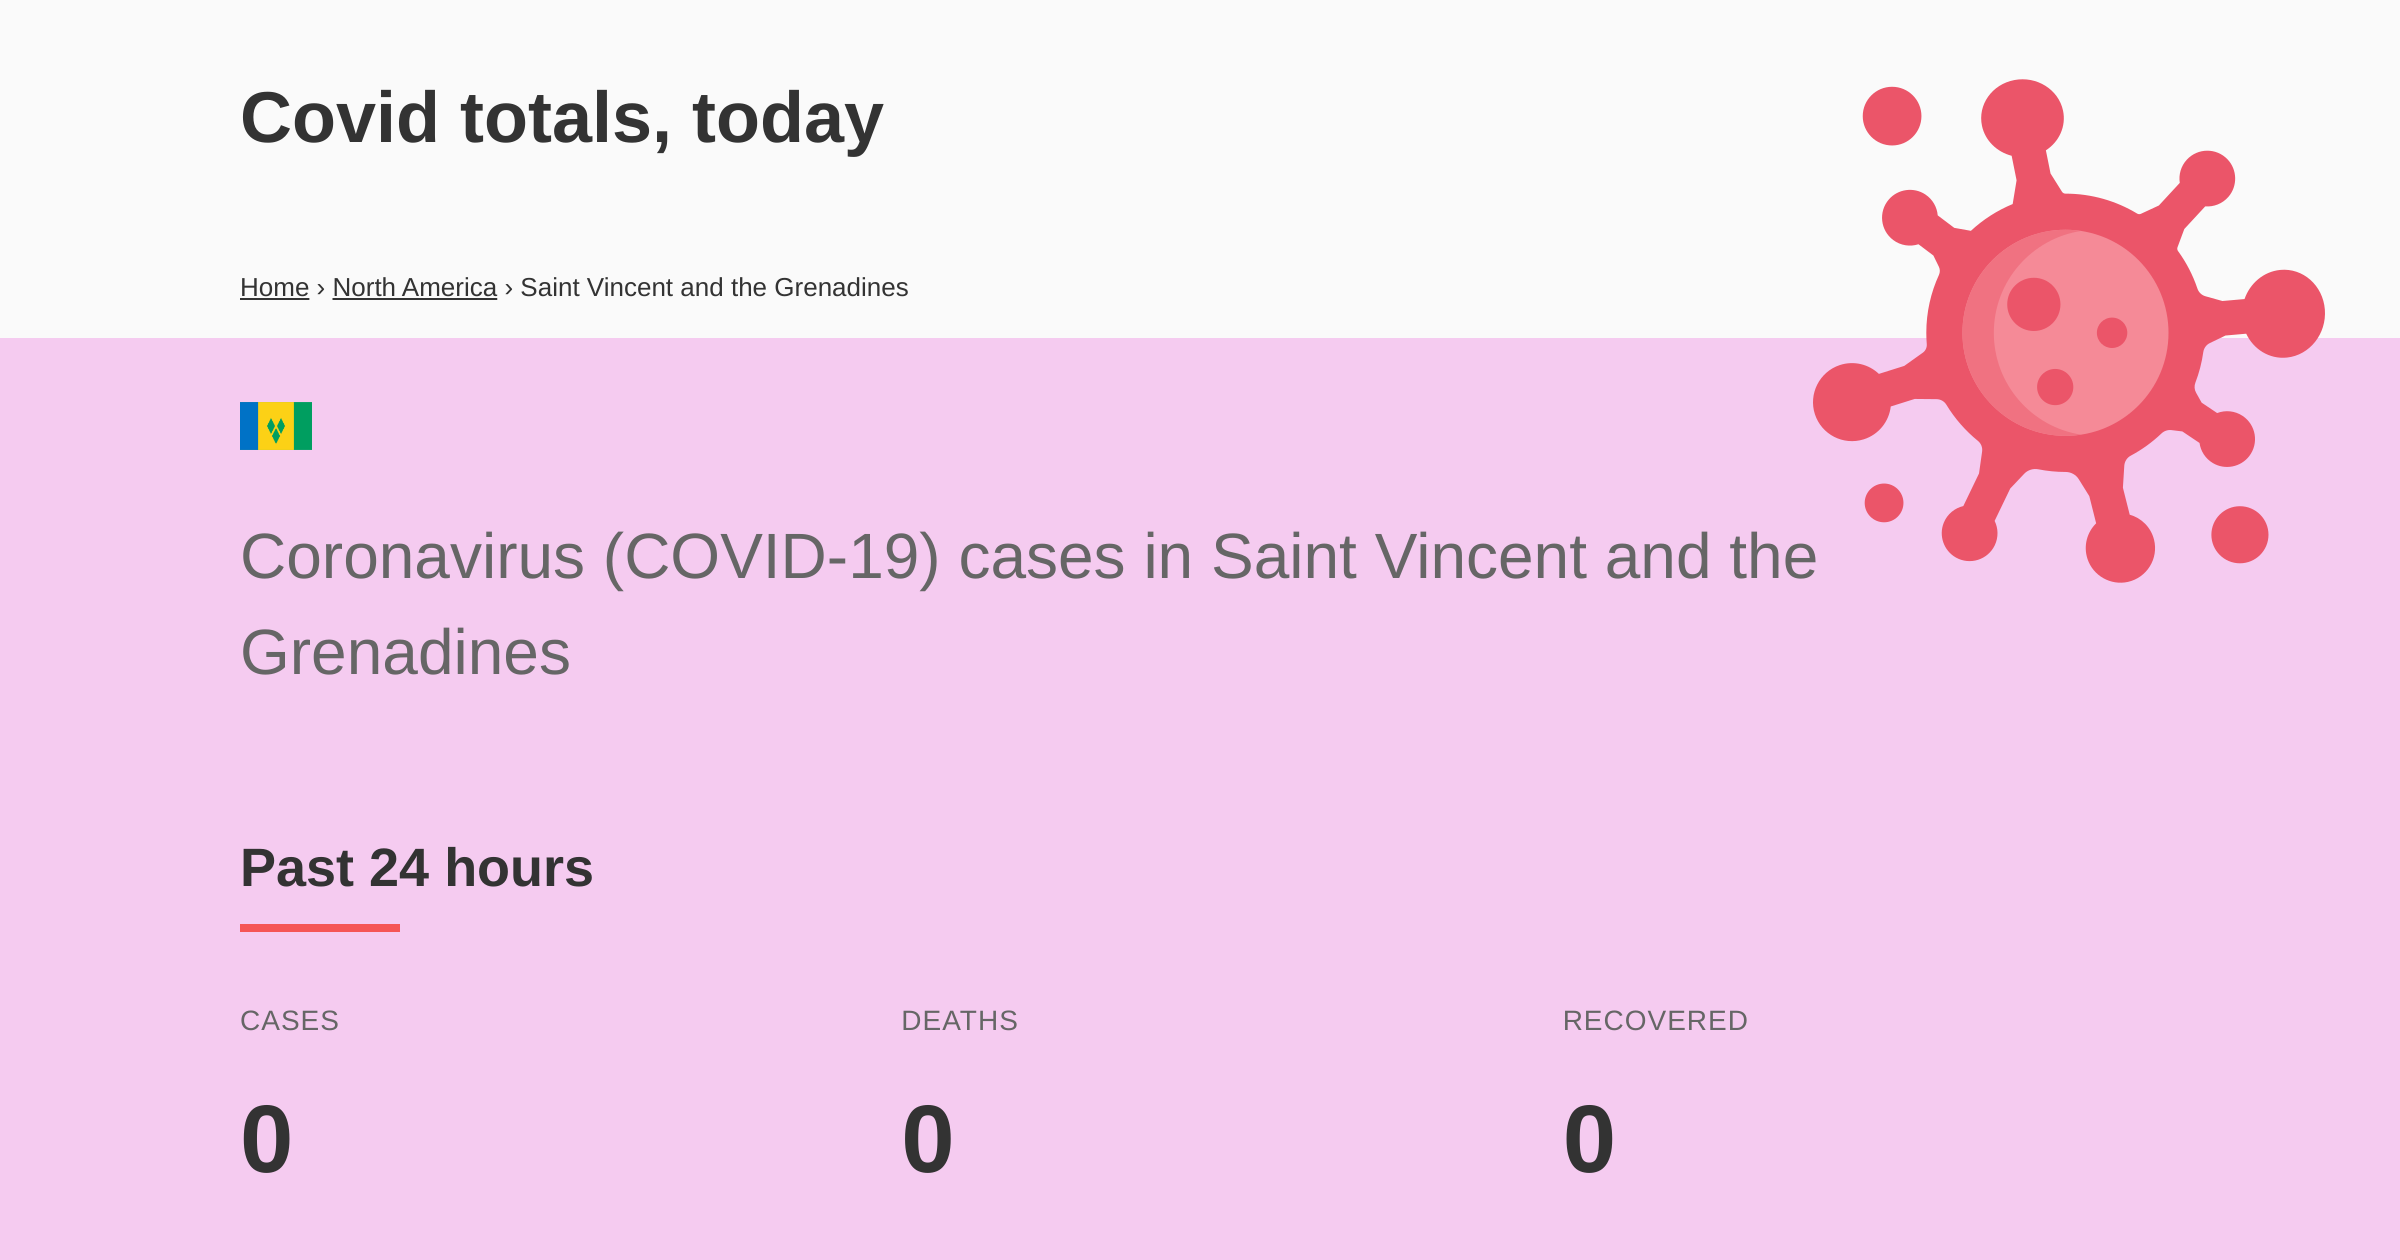 Covid totals, today
Home › North America › Saint Vincent and the Grenadines
Coronavirus (COVID-19) cases in Saint Vincent and the
Grenadines
Past 24 hours
CASES DEATHS RECOVERED
0 0 0